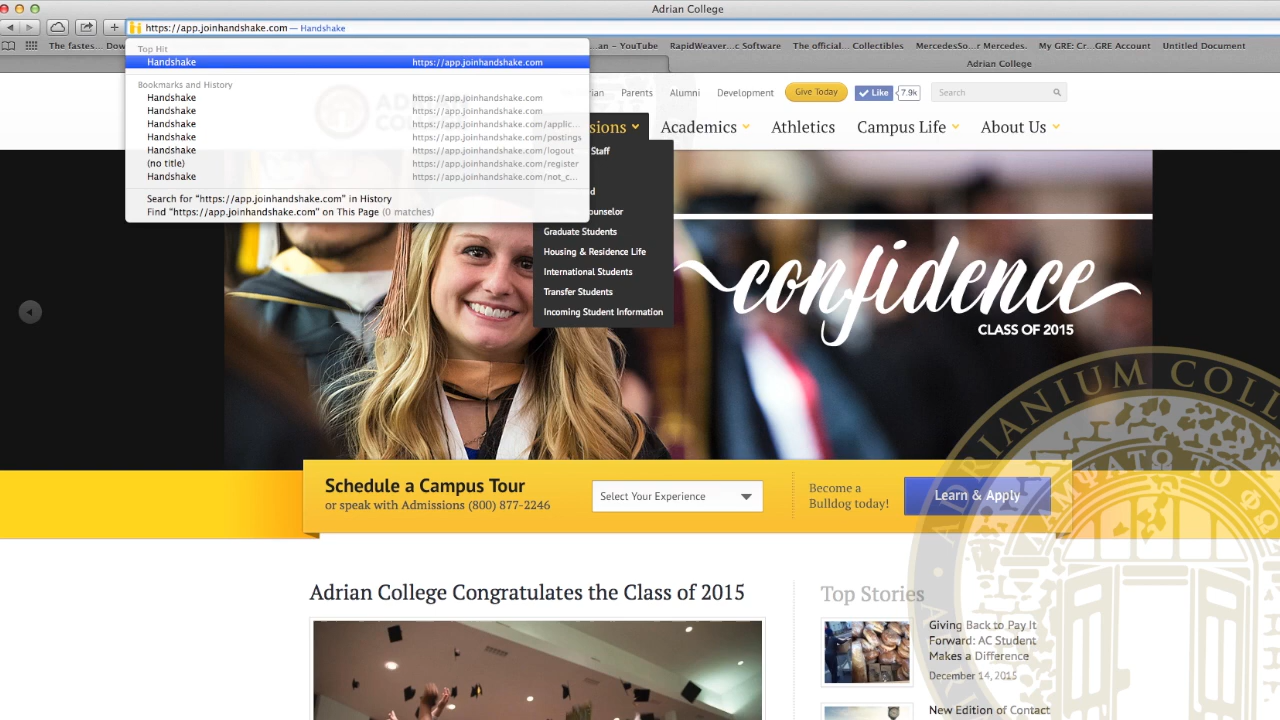 Adrian College
https://app.joinhandshake.com — Handshake
The fastes... Dow
...an – YouTube
RapidWeaver...c Software
The official... Collectibles
MercedesSo...r Mercedes.
My GRE: Cr...GRE Account
Untitled Document
Adrian College
Top Hit
Handshake https://app.joinhandshake.com
Bookmarks and History
Handshake https://app.joinhandshake.com
Handshake https://app.joinhandshake.com
Handshake https://app.joinhandshake.com/applic...
Handshake https://app.joinhandshake.com/postings
Handshake https://app.joinhandshake.com/logout
(no title) https://app.joinhandshake.com/register
Handshake https://app.joinhandshake.com/not_c...
Search for “https://app.joinhandshake.com” in History
Find “https://app.joinhandshake.com” on This Page (0 matches)
Parents
Alumni
Development
Give Today
Like
7.9k
Search
Academics
Athletics
Campus Life
About Us
Staff
Graduate Students
Housing & Residence Life
International Students
Transfer Students
Incoming Student Information
confidence
CLASS OF 2015
Schedule a Campus Tour
or speak with Admissions (800) 877-2246
Select Your Experience
Become a
Bulldog today!
Learn & Apply
Adrian College Congratulates the Class of 2015
Top Stories
Giving Back to Pay It
Forward: AC Student
Makes a Difference
December 14, 2015
New Edition of Contact
ADRIANIUM COLL